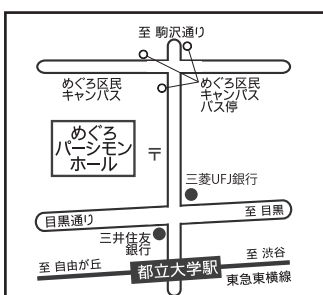 至 駒沢通り
めぐろ区民
キャンパス
めぐろ区民
キャンパス
バス停
めぐろ
パーシモン
ホール
〒
三菱UFJ銀行
目黒通り
至 目黒
三井住友
銀行
至 自由が丘
都立大学駅
至 渋谷
東急東横線